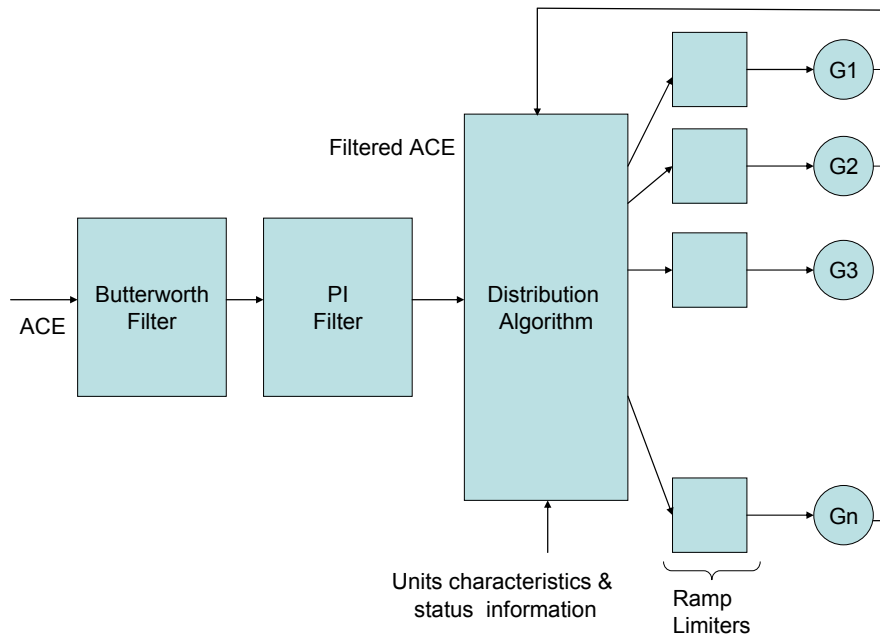 G1
Filtered ACE
G2
Butterworth
Filter
PI
Filter
Distribution
Algorithm
G3
ACE
Gn
Units characteristics &
status information
Ramp
Limiters